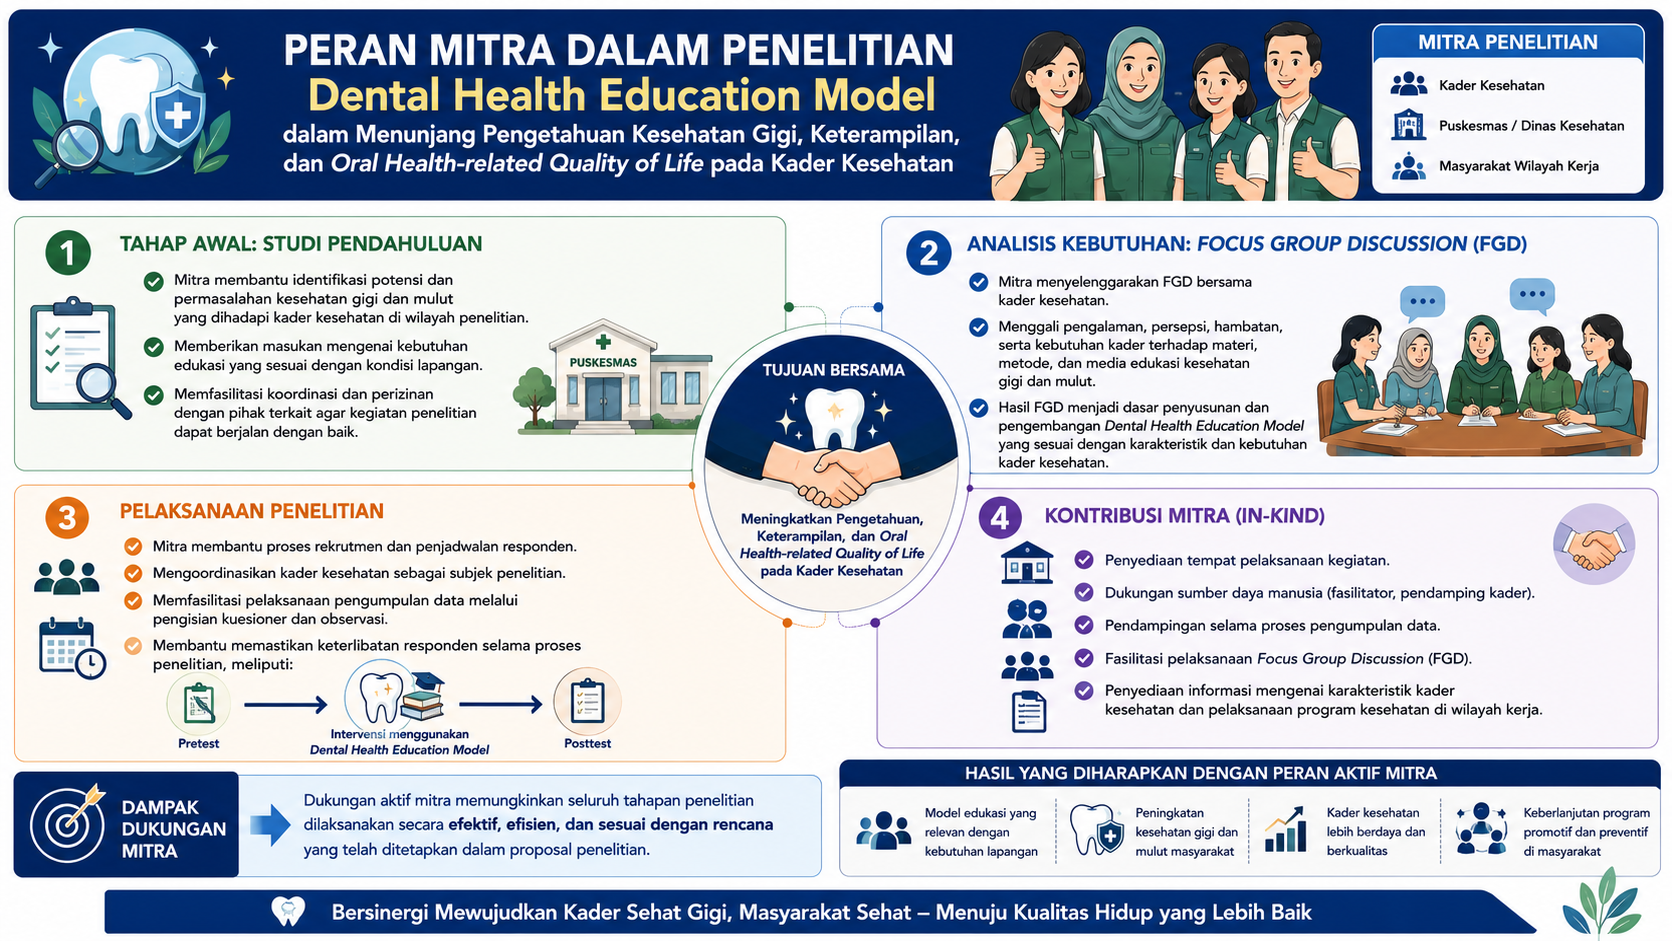 PERAN MITRA DALAM PENELITIAN
Dental Health Education Model
dalam Menunjang Pengetahuan Kesehatan Gigi, Keterampilan,
dan Oral Health-related Quality of Life pada Kader Kesehatan
MITRA PENELITIAN
Kader Kesehatan
Puskesmas / Dinas Kesehatan
Masyarakat Wilayah Kerja
1
TAHAP AWAL: STUDI PENDAHULUAN
Mitra membantu identifikasi potensi dan
permasalahan kesehatan gigi dan mulut
yang dihadapi kader kesehatan di wilayah penelitian.
Memberikan masukan mengenai kebutuhan
edukasi yang sesuai dengan kondisi lapangan.
Memfasilitasi koordinasi dan perizinan
dengan pihak terkait agar kegiatan penelitian
dapat berjalan dengan baik.
PUSKESMAS
2
ANALISIS KEBUTUHAN: FOCUS GROUP DISCUSSION (FGD)
Mitra menyelenggarakan FGD bersama
kader kesehatan.
Menggali pengalaman, persepsi, hambatan,
serta kebutuhan kader terhadap materi,
metode, dan media edukasi kesehatan
gigi dan mulut.
Hasil FGD menjadi dasar penyusunan dan
pengembangan Dental Health Education Model
yang sesuai dengan karakteristik dan kebutuhan
kader kesehatan.
TUJUAN BERSAMA
Meningkatkan Pengetahuan,
Keterampilan, dan Oral
Health-related Quality of Life
pada Kader Kesehatan
3
PELAKSANAAN PENELITIAN
Mitra membantu proses rekrutmen dan penjadwalan responden.
Mengoordinasikan kader kesehatan sebagai subjek penelitian.
Memfasilitasi pelaksanaan pengumpulan data melalui
pengisian kuesioner dan observasi.
Membantu memastikan keterlibatan responden selama proses
penelitian, meliputi:
Pretest
Intervensi menggunakan
Dental Health Education Model
Posttest
4
KONTRIBUSI MITRA (IN-KIND)
Penyediaan tempat pelaksanaan kegiatan.
Dukungan sumber daya manusia (fasilitator, pendamping kader).
Pendampingan selama proses pengumpulan data.
Fasilitasi pelaksanaan Focus Group Discussion (FGD).
Penyediaan informasi mengenai karakteristik kader
kesehatan dan pelaksanaan program kesehatan di wilayah kerja.
DAMPAK
DUKUNGAN
MITRA
Dukungan aktif mitra memungkinkan seluruh tahapan penelitian
dilaksanakan secara efektif, efisien, dan sesuai dengan rencana
yang telah ditetapkan dalam proposal penelitian.
HASIL YANG DIHARAPKAN DENGAN PERAN AKTIF MITRA
Model edukasi yang
relevan dengan
kebutuhan lapangan
Peningkatan
kesehatan gigi dan
mulut masyarakat
Kader kesehatan
lebih berdaya dan
berkualitas
Keberlanjutan program
promotif dan preventif
di masyarakat
Bersinergi Mewujudkan Kader Sehat Gigi, Masyarakat Sehat – Menuju Kualitas Hidup yang Lebih Baik